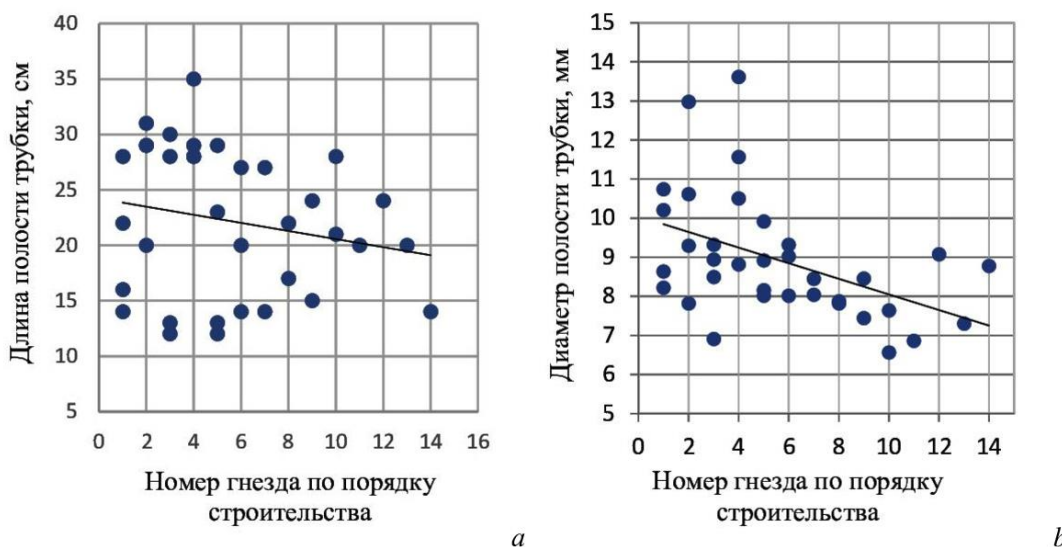 Длина полости трубки, см
40
35
30
25
20
15
10
5
0 2 4 6 8 10 12 14 16
Номер гнезда по порядку
строительства
a
Диаметр полости трубки, мм
15
14
13
12
11
10
9
8
7
6
5
0 2 4 6 8 10 12 14
Номер гнезда по порядку
строительства
b